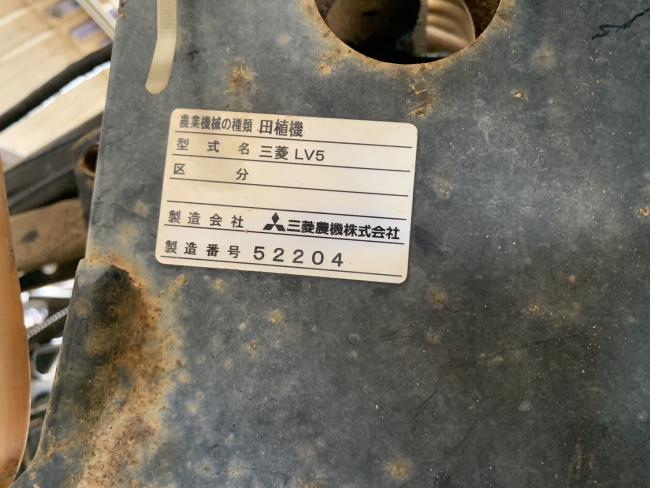 農業機械の種類 田植機
型式名 三菱 LV5
区分
製造会社 三菱農機株式会社
製造番号 52204